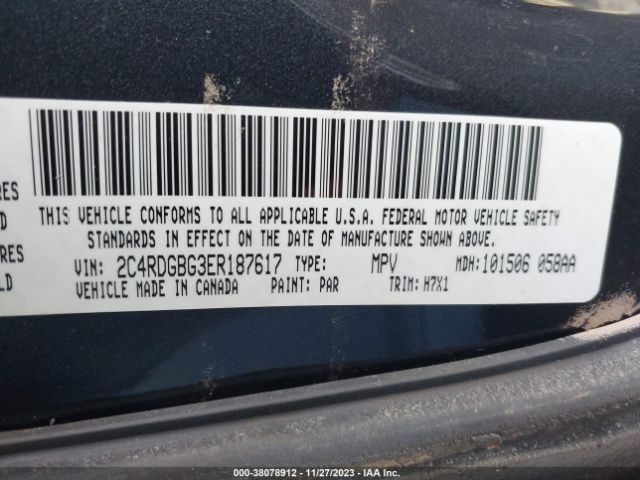 THIS VEHICLE CONFORMS TO ALL APPLICABLE U.S.A. FEDERAL MOTOR VEHICLE SAFETY
STANDARDS IN EFFECT ON THE DATE OF MANUFACTURE SHOWN ABOVE.
VIN: 2C4RDGBG3ER187617 TYPE: MPV MDH:101506 058AA
VEHICLE MADE IN CANADA PAINT: PAR TRIM: H7X1
000-38078912 - 11/27/2023 - IAA Inc.